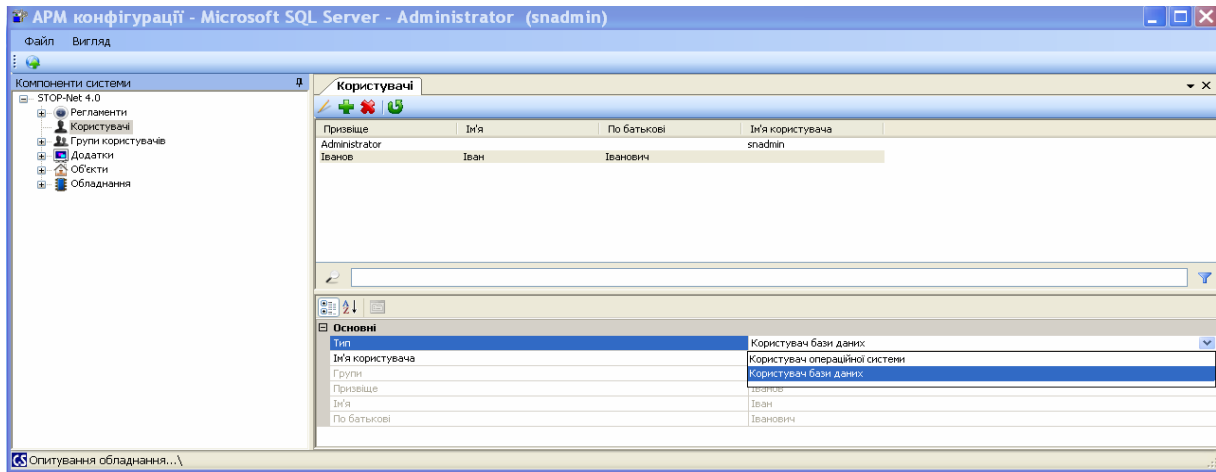 АРМ конфігурації - Microsoft SQL Server - Administrator (snadmin)
Файл Вигляд
Компоненти системи
STOP-Net 4.0
Регламенти
Користувачі
Групи користувачів
Додатки
Об'єкти
Обладнання
Користувачі
Призвіще Ім'я По батькові Ім'я користувача
Administrator snadmin
Іванов Іван Іванович
Основні
Тип Користувач бази даних
Ім'я користувача Користувач операційної системи
Групи Користувач бази даних
Призвіще Іванов
Ім'я Іван
По батькові Іванович
Опитування обладнання...\